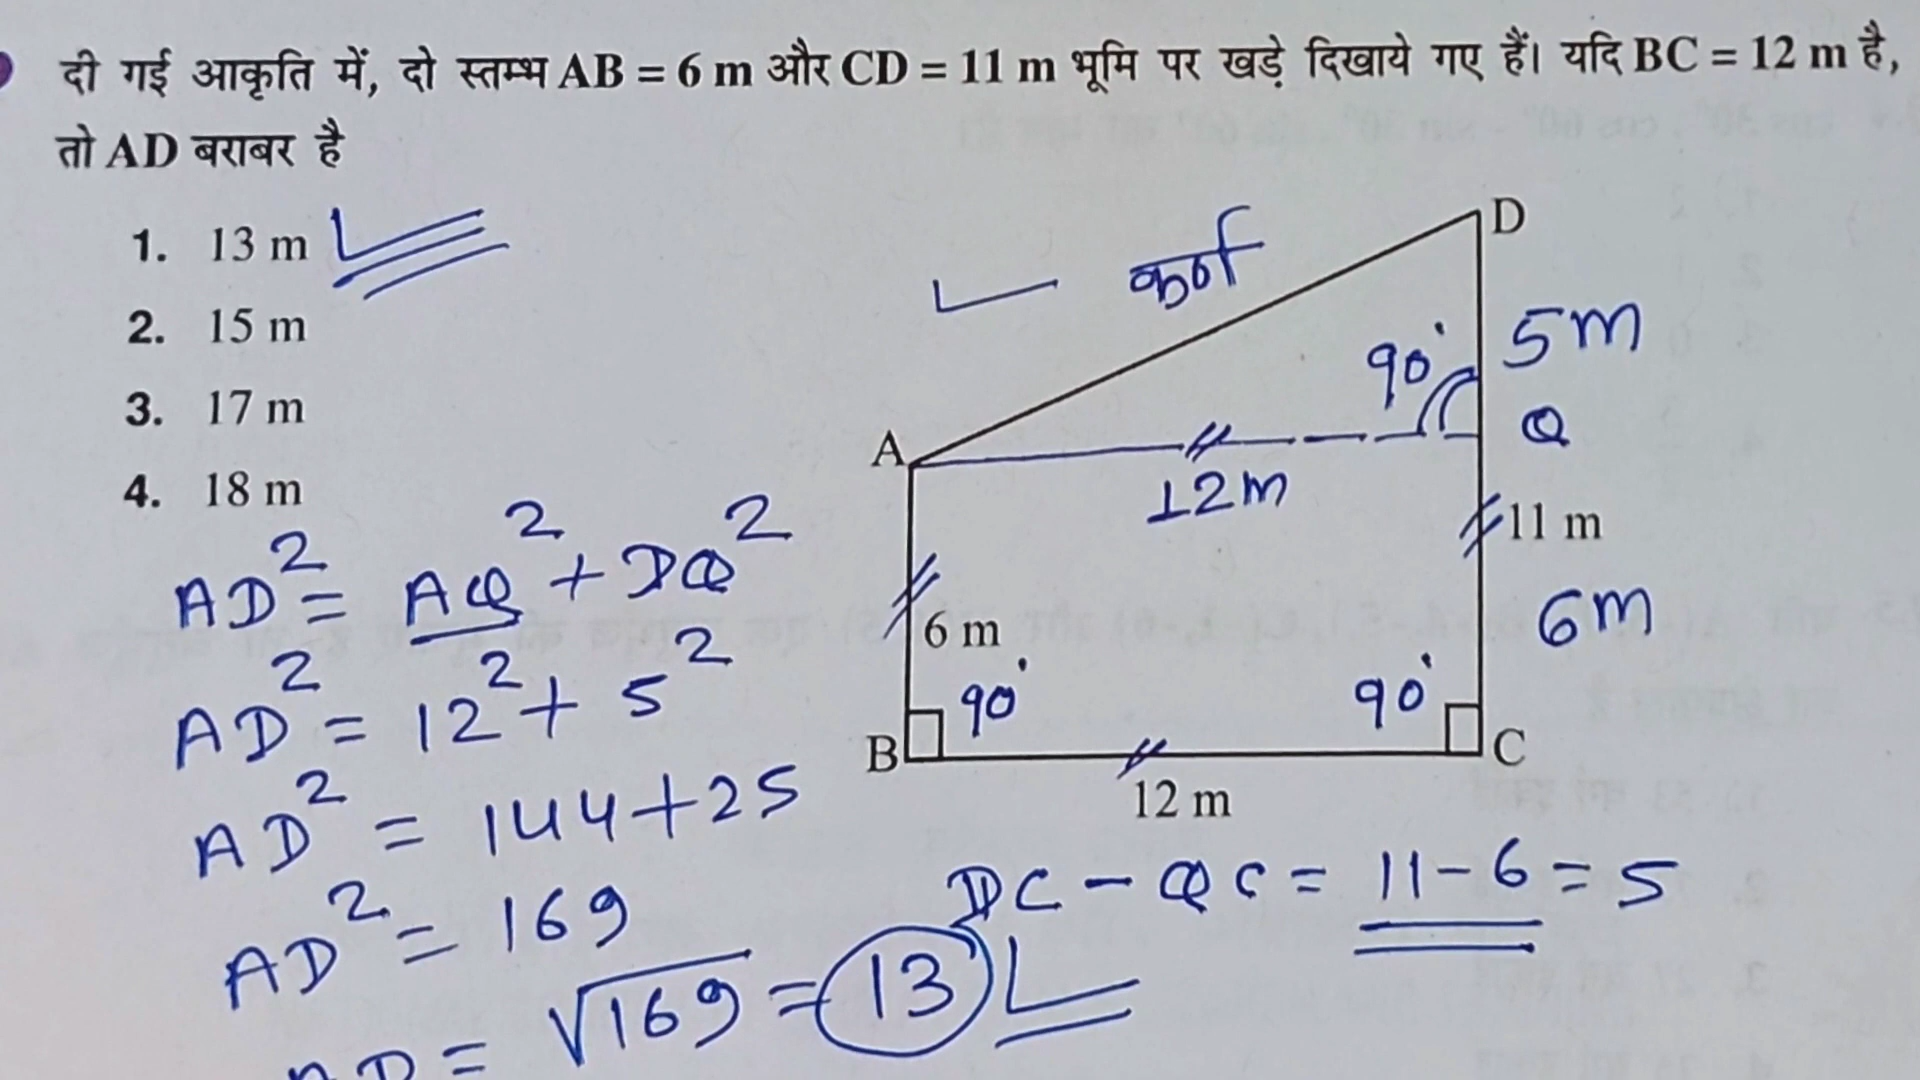 दी गई आकृति में, दो स्तम्भ AB = 6 m और CD = 11 m भूमि पर खड़े दिखाये गए हैं। यदि BC = 12 m है,
तो AD बराबर है
1. 13 m
2. 15 m
3. 17 m
4. 18 m
D
कर्ण
5m
90°
A
Q
12m
11 m
6 m
6m
90°
90°
B
C
12 m
AD² = AQ² + DQ²
AD² = 12² + 5²
AD² = 144+25
AD² = 169
AD = √169 = 13
DC - QC = 11-6 = 5